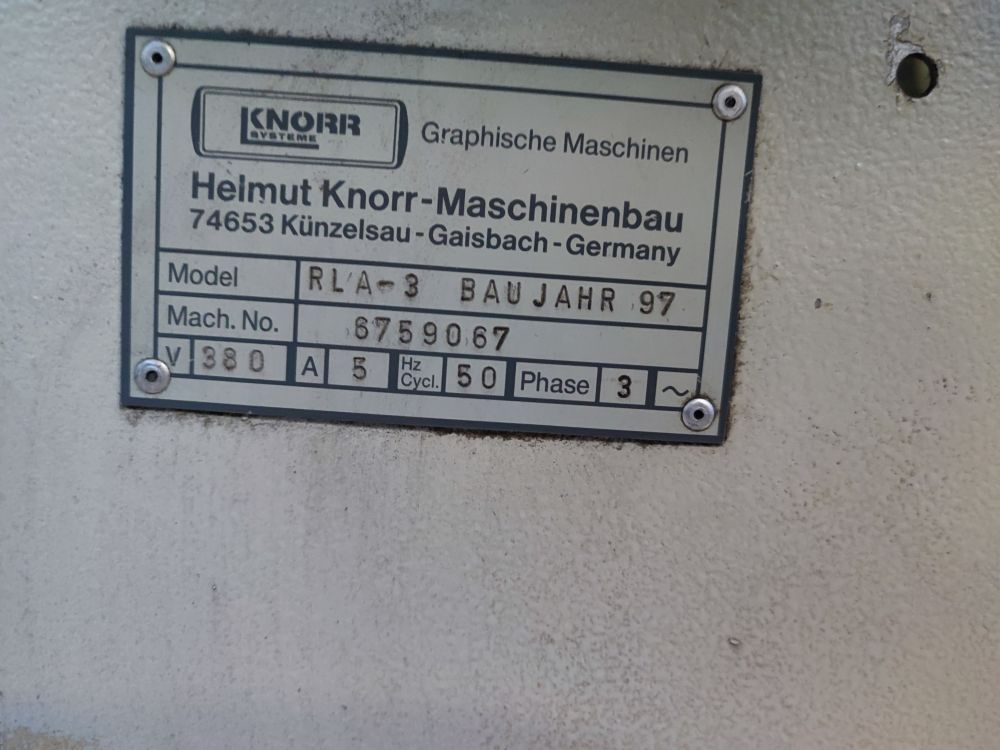 KNORR
SYSTEME
Graphische Maschinen
Helmut Knorr-Maschinenbau
74653 Künzelsau-Gaisbach-Germany
Model RLA-3 BAUJAHR 97
Mach. No. 6759067
V 380 A 5 Hz Cycl. 50 Phase 3 ~